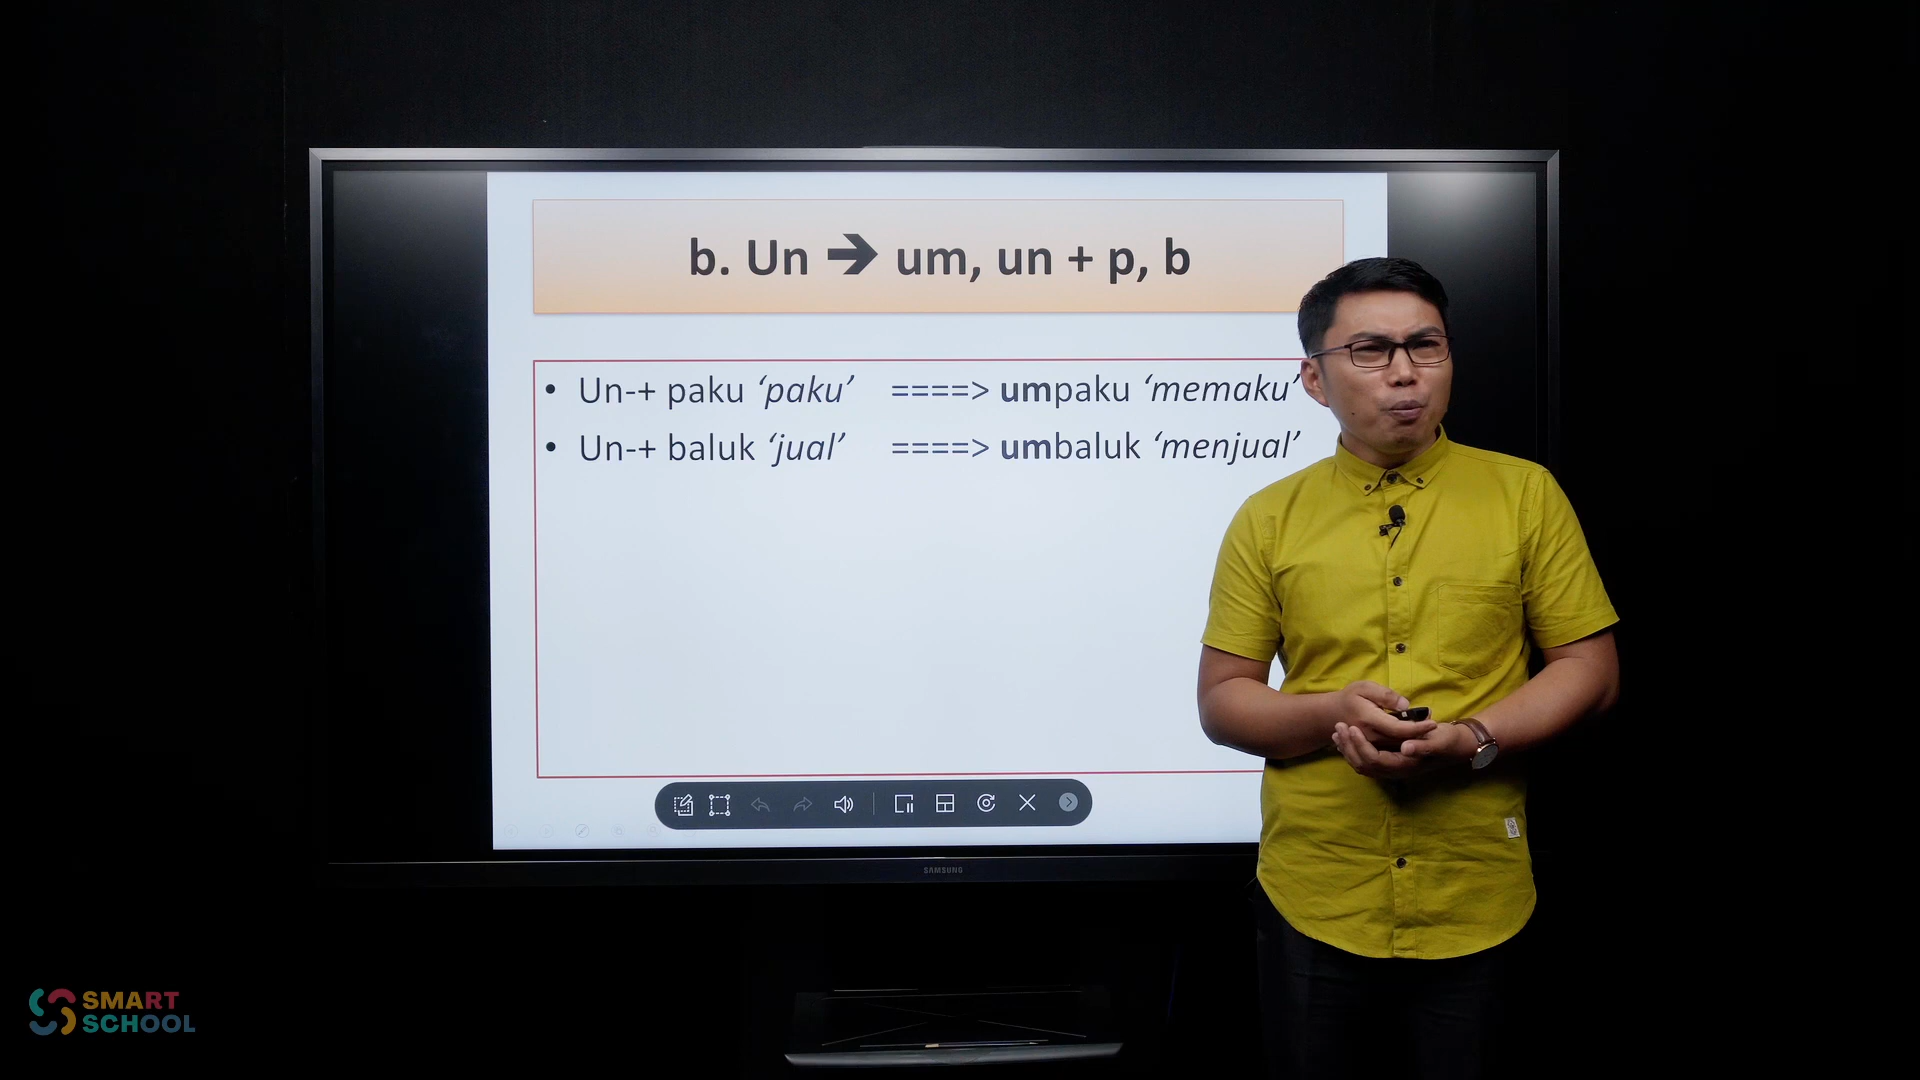 b. Un ➔ um, un + p, b
• Un-+ paku ‘paku’ ====> umpaku ‘memaku’
• Un-+ baluk ‘jual’ ====> umbaluk ‘menjual’
SAMSUNG
SMART
SCHOOL